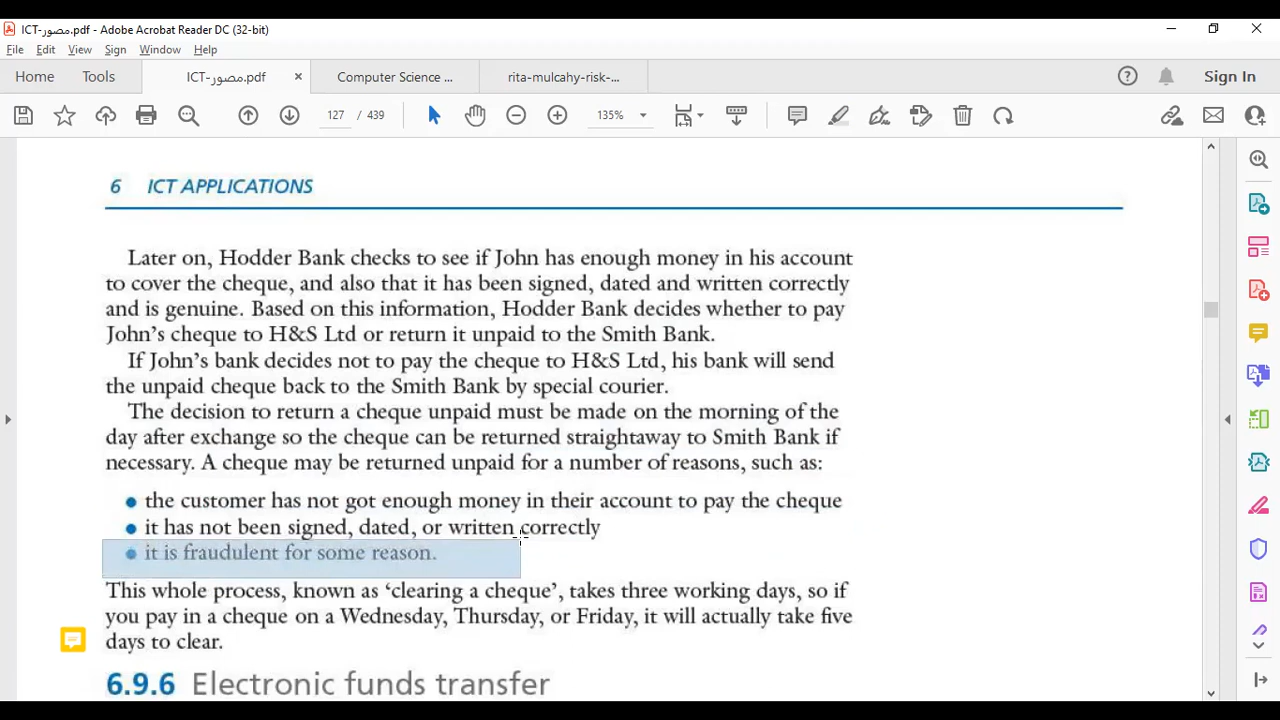 ICT-مصور.pdf - Adobe Acrobat Reader DC (32-bit)
File Edit View Sign Window Help
Home Tools ICT-مصور.pdf × Computer Science ... rita-mulcahy-risk-... Sign In
127 / 439 135%
6 ICT APPLICATIONS
Later on, Hodder Bank checks to see if John has enough money in his account
to cover the cheque, and also that it has been signed, dated and written correctly
and is genuine. Based on this information, Hodder Bank decides whether to pay
John's cheque to H&S Ltd or return it unpaid to the Smith Bank.
If John's bank decides not to pay the cheque to H&S Ltd, his bank will send
the unpaid cheque back to the Smith Bank by special courier.
The decision to return a cheque unpaid must be made on the morning of the
day after exchange so the cheque can be returned straightaway to Smith Bank if
necessary. A cheque may be returned unpaid for a number of reasons, such as:
● the customer has not got enough money in their account to pay the cheque
● it has not been signed, dated, or written correctly
● it is fraudulent for some reason.
This whole process, known as 'clearing a cheque', takes three working days, so if
you pay in a cheque on a Wednesday, Thursday, or Friday, it will actually take five
days to clear.
6.9.6 Electronic funds transfer